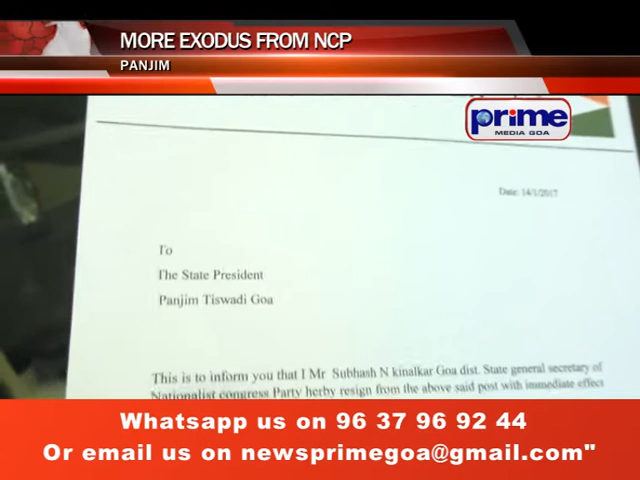 MORE EXODUS FROM NCP
PANJIM
prime
MEDIA GOA
Date: 14/1/2017
To
The State President
Panjim Tiswadi Goa
This is to inform you that I Mr Subhash N kinalkar Goa dist. State general secretary of
Nationalist congress Party herby resign from the above said post with immediate effect
Whatsapp us on 96 37 96 92 44
Or email us on newsprimegoa@gmail.com"